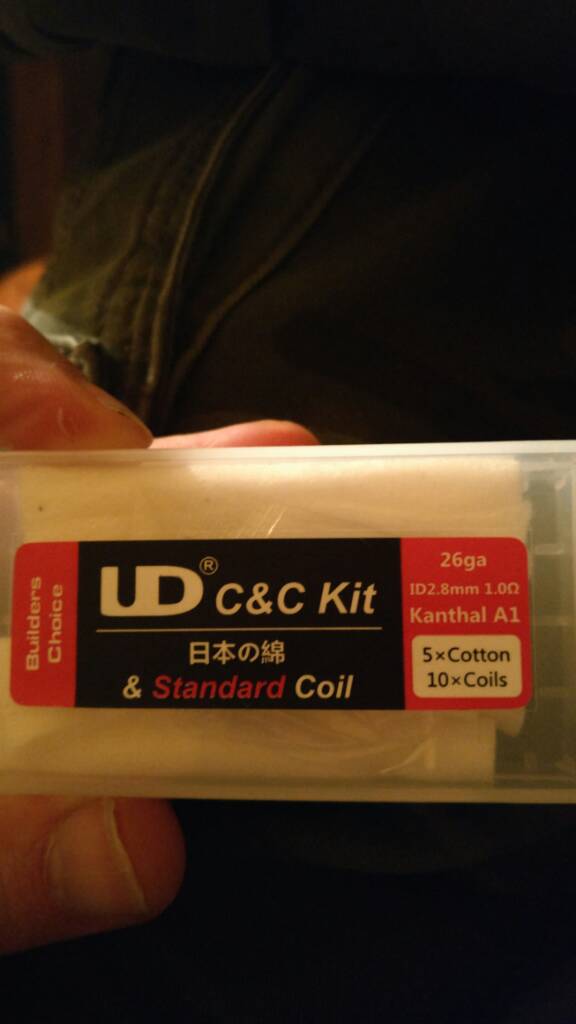 Builders
Choice
UD® C&C Kit
日本の綿
& Standard Coil
26ga
ID2.8mm 1.0Ω
Kanthal A1
5×Cotton
10×Coils